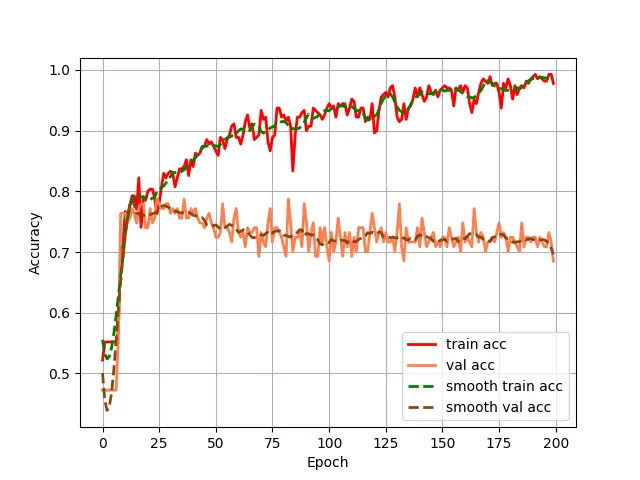 1.0
0.9
0.8
0.7
0.6
0.5
Accuracy
train acc
val acc
smooth train acc
smooth val acc
0 25 50 75 100 125 150 175 200
Epoch